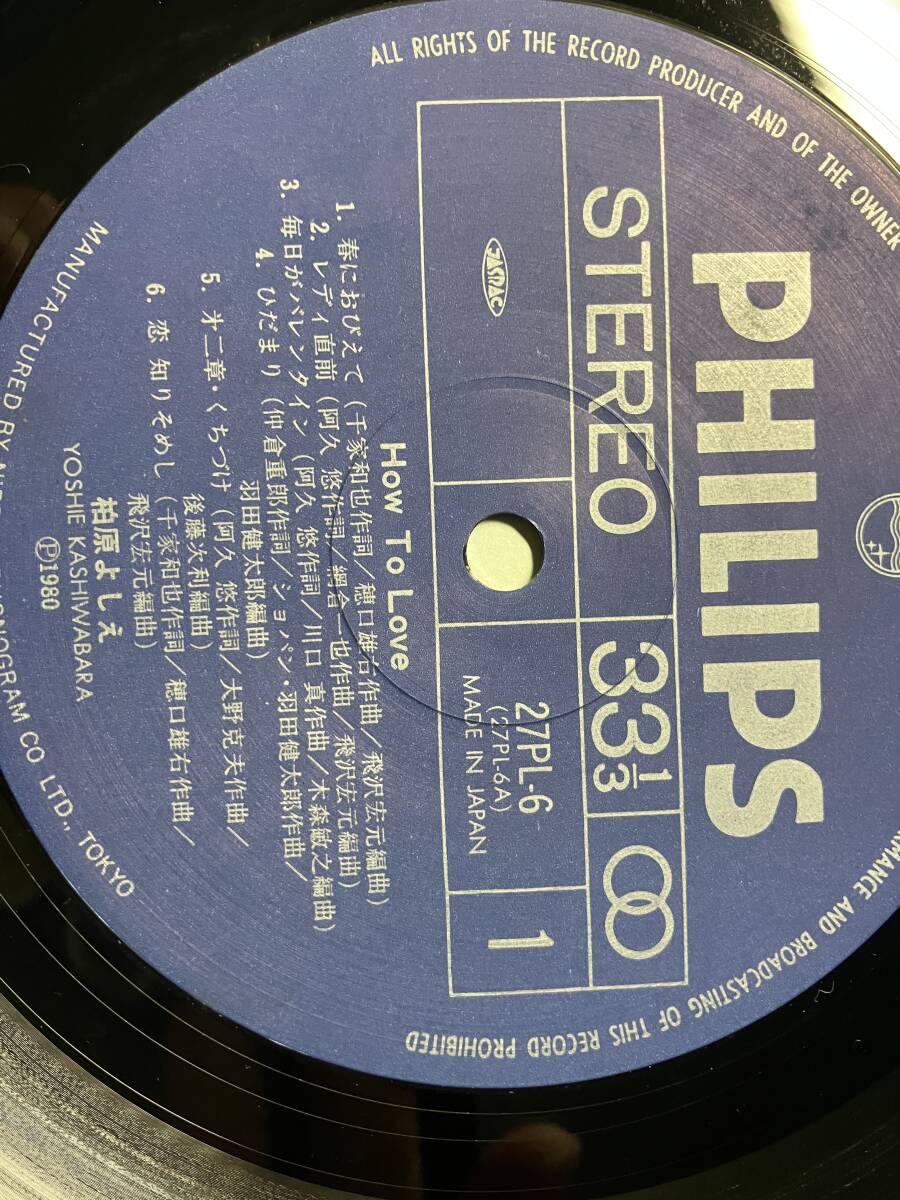 ALL RIGHTS OF THE RECORD PRODUCER AND OF THE OWNER
PHILIPS
STEREO
33 1/3
JASRAC
27PL-6
(27PL-6A)
MADE IN JAPAN
1
How To Love
1. 春におびえて (千家和也作詞/穂口雄右作曲/飛沢宏元編曲)
2. レディ直前 (阿久 悠作詞/網倉一也作曲/飛沢宏元編曲)
3. 毎日がバレンタイン (阿久 悠作詞/川口 真作曲/木森敏之編曲)
4. ひだまり (仲倉重郎作詞/ショパン・羽田健太郎作曲/
羽田健太郎編曲)
5. 㐧二章・くちづけ (阿久 悠作詞/大野克夫作曲/
後藤次利編曲)
6. 恋 知りそめし (千家和也作詞/穂口雄右作曲/
飛沢宏元編曲)
柏原よしえ
YOSHIE KASHIWABARA
Ⓟ1980
AND BROADCASTING OF THIS RECORD PROHIBITED
MANUFACTURED BY
CO. LTD., TOKYO